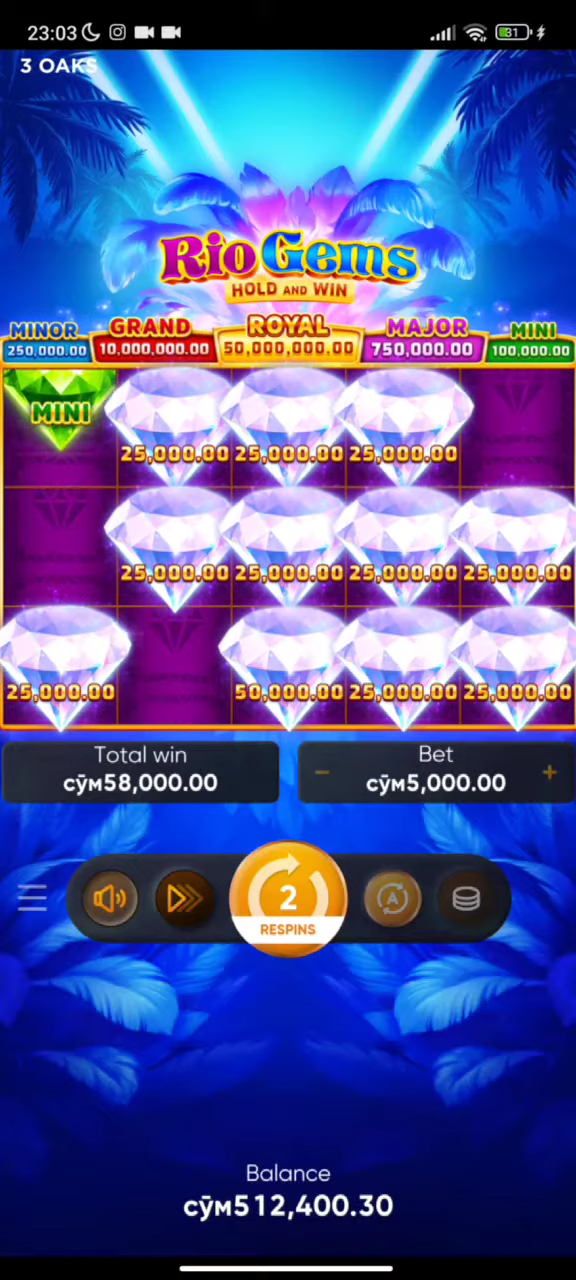 23:03 31
3 OAKS
Rio Gems
HOLD AND WIN
MINOR GRAND ROYAL MAJOR MINI
250,000.00 10,000,000.00 50,000,000.00 750,000.00 100,000.00
MINI
25,000.00 25,000.00 25,000.00
25,000.00 25,000.00 25,000.00 25,000.00
25,000.00 50,000.00 25,000.00 25,000.00
Total win Bet
сўм58,000.00 − сўм5,000.00 +
A
2
RESPINS
Balance
сўм512,400.30